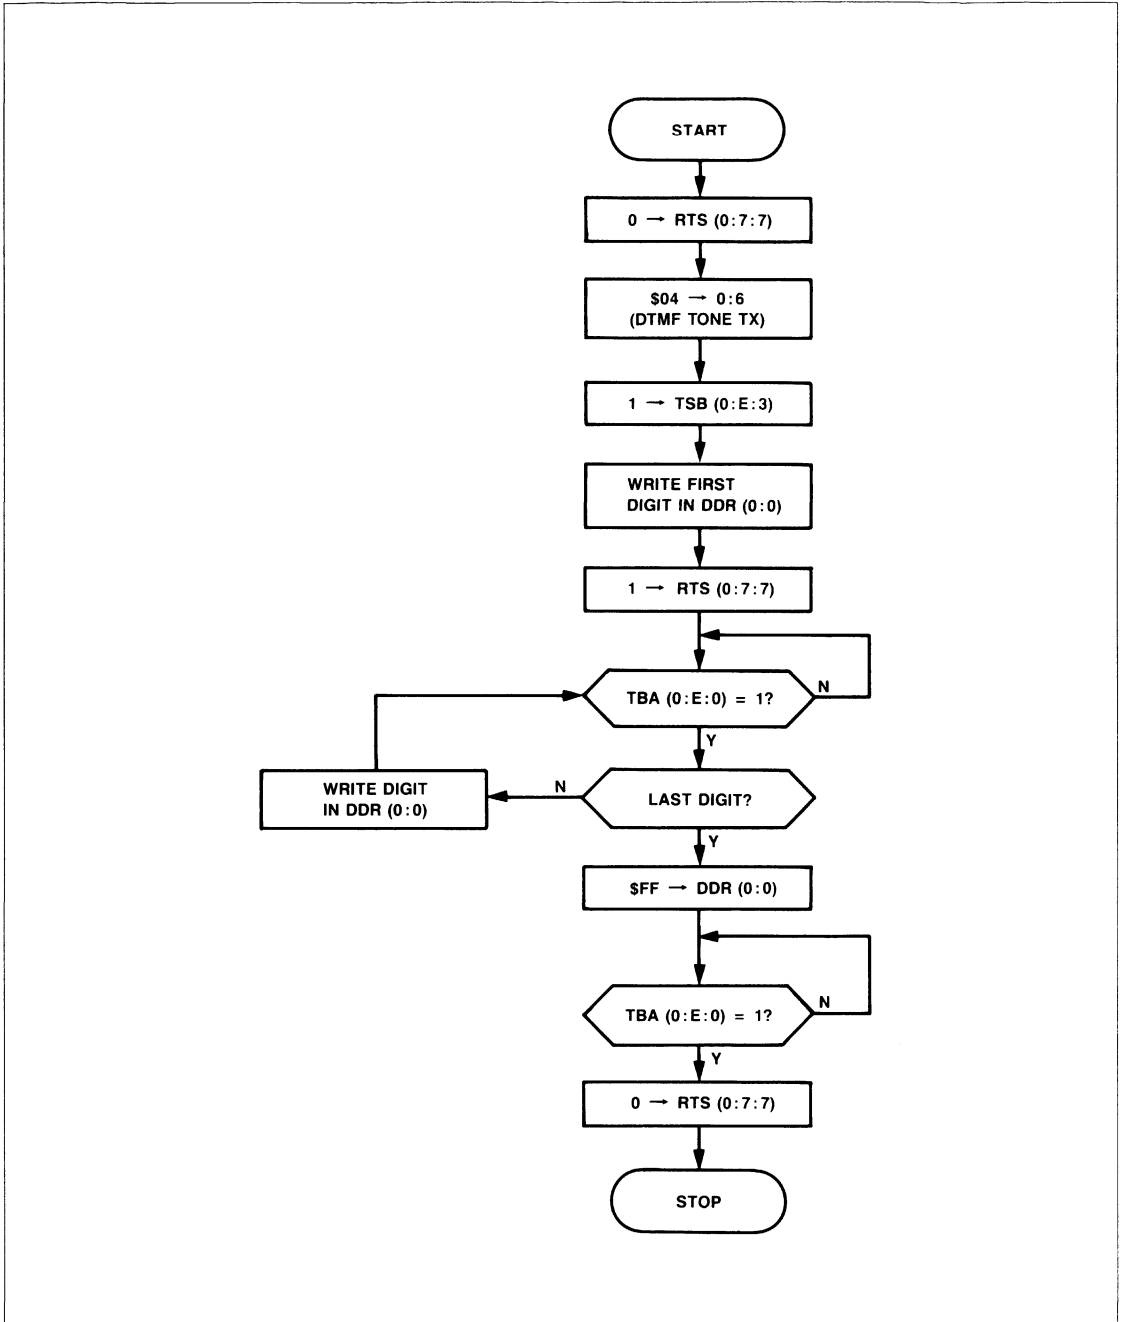 START
0 → RTS (0:7:7)
$04 → 0:6
(DTMF TONE TX)
1 → TSB (0:E:3)
WRITE FIRST
DIGIT IN DDR (0:0)
1 → RTS (0:7:7)
TBA (0:E:0) = 1?
N
Y
LAST DIGIT?
N
WRITE DIGIT
IN DDR (0:0)
Y
$FF → DDR (0:0)
TBA (0:E:0) = 1?
N
Y
0 → RTS (0:7:7)
STOP